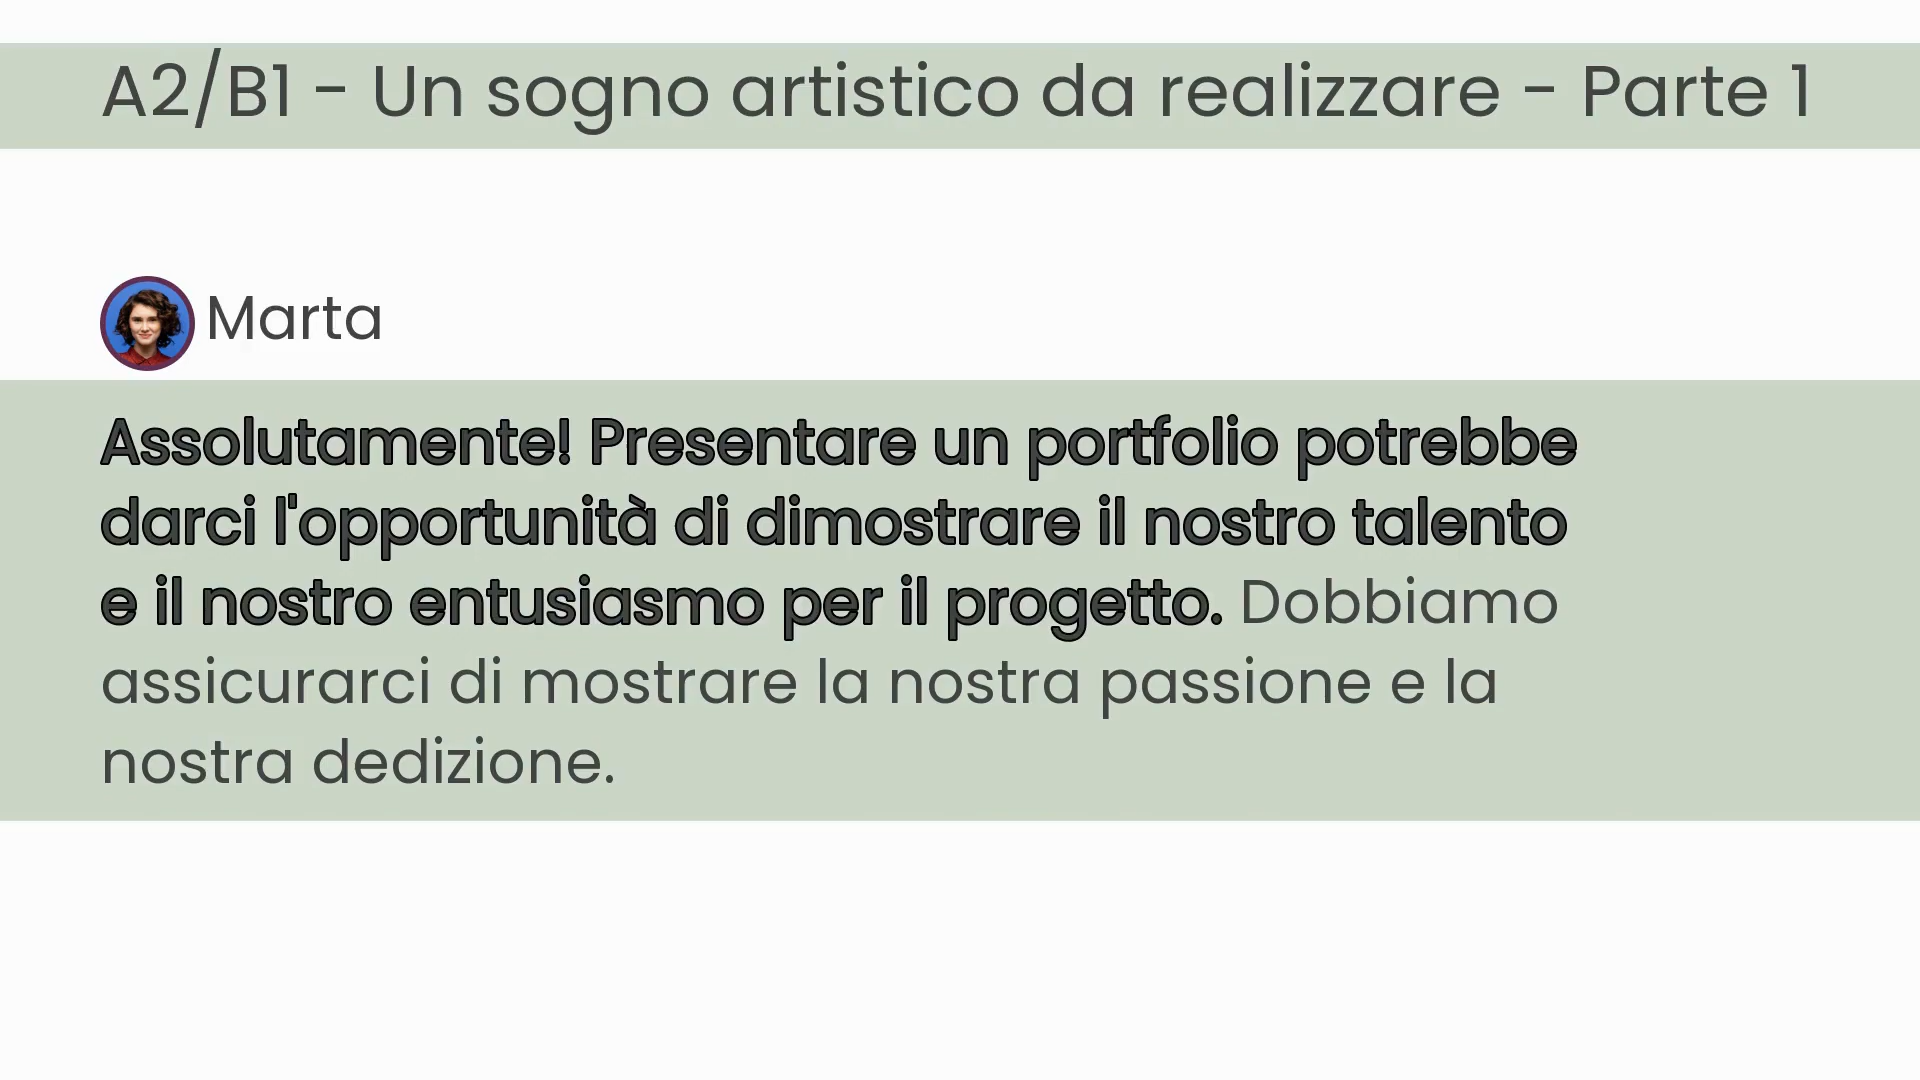 A2/B1 - Un sogno artistico da realizzare - Parte 1
Marta
Assolutamente! Presentare un portfolio potrebbe
darci l'opportunità di dimostrare il nostro talento
e il nostro entusiasmo per il progetto. Dobbiamo
assicurarci di mostrare la nostra passione e la
nostra dedizione.